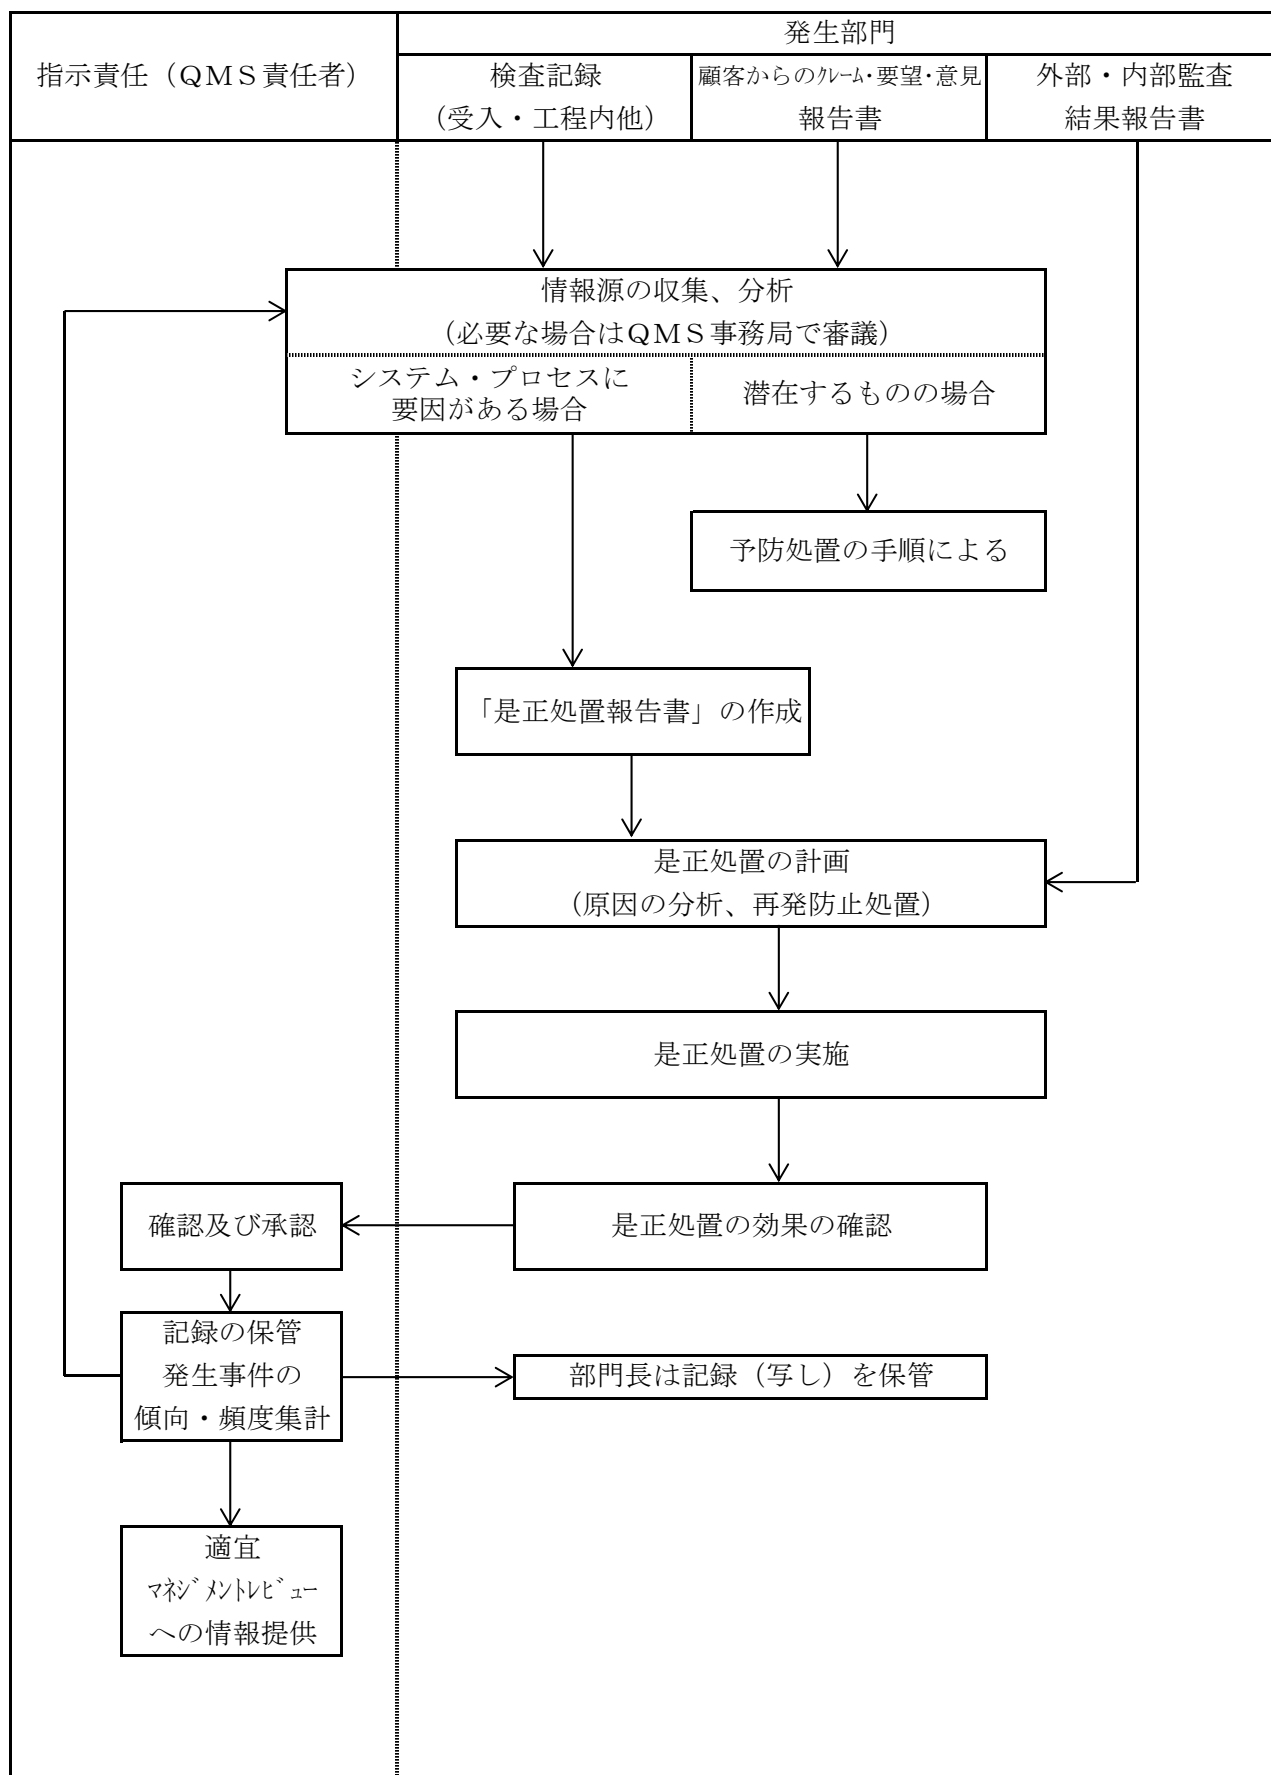 発生部門
指示責任（ＱＭＳ責任者）
検査記録
（受入・工程内他）
顧客からのｸﾚｰﾑ・要望・意見
報告書
外部・内部監査
結果報告書
情報源の収集、分析
（必要な場合はＱＭＳ事務局で審議）
システム・プロセスに
要因がある場合
潜在するものの場合
予防処置の手順による
「是正処置報告書」の作成
是正処置の計画
（原因の分析、再発防止処置）
是正処置の実施
確認及び承認
是正処置の効果の確認
記録の保管
発生事件の
傾向・頻度集計
部門長は記録（写し）を保管
適宜
ﾏﾈｼﾞﾒﾝﾄﾚﾋﾞｭｰ
への情報提供